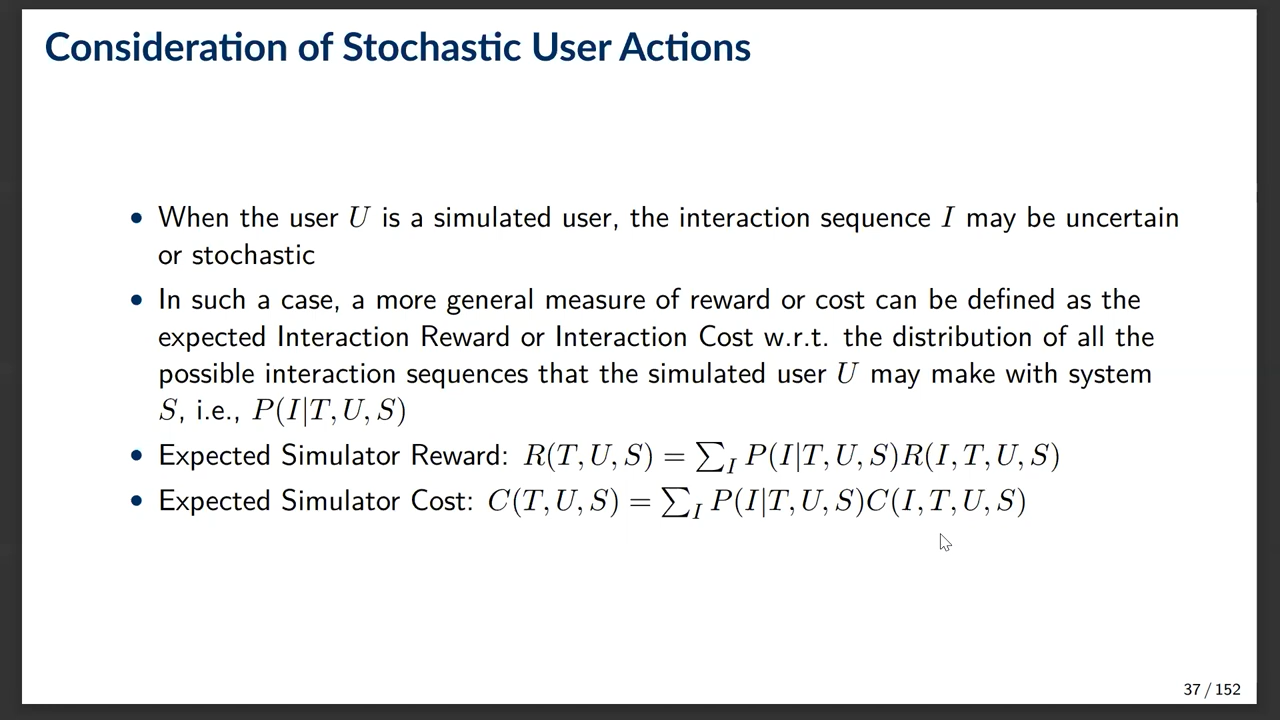 Consideration of Stochastic User Actions
• When the user U is a simulated user, the interaction sequence I may be uncertain
or stochastic
• In such a case, a more general measure of reward or cost can be defined as the
expected Interaction Reward or Interaction Cost w.r.t. the distribution of all the
possible interaction sequences that the simulated user U may make with system
S, i.e., P(I|T, U, S)
• Expected Simulator Reward: R(T, U, S) = ∑_I P(I|T, U, S)R(I, T, U, S)
• Expected Simulator Cost: C(T, U, S) = ∑_I P(I|T, U, S)C(I, T, U, S)
37 / 152